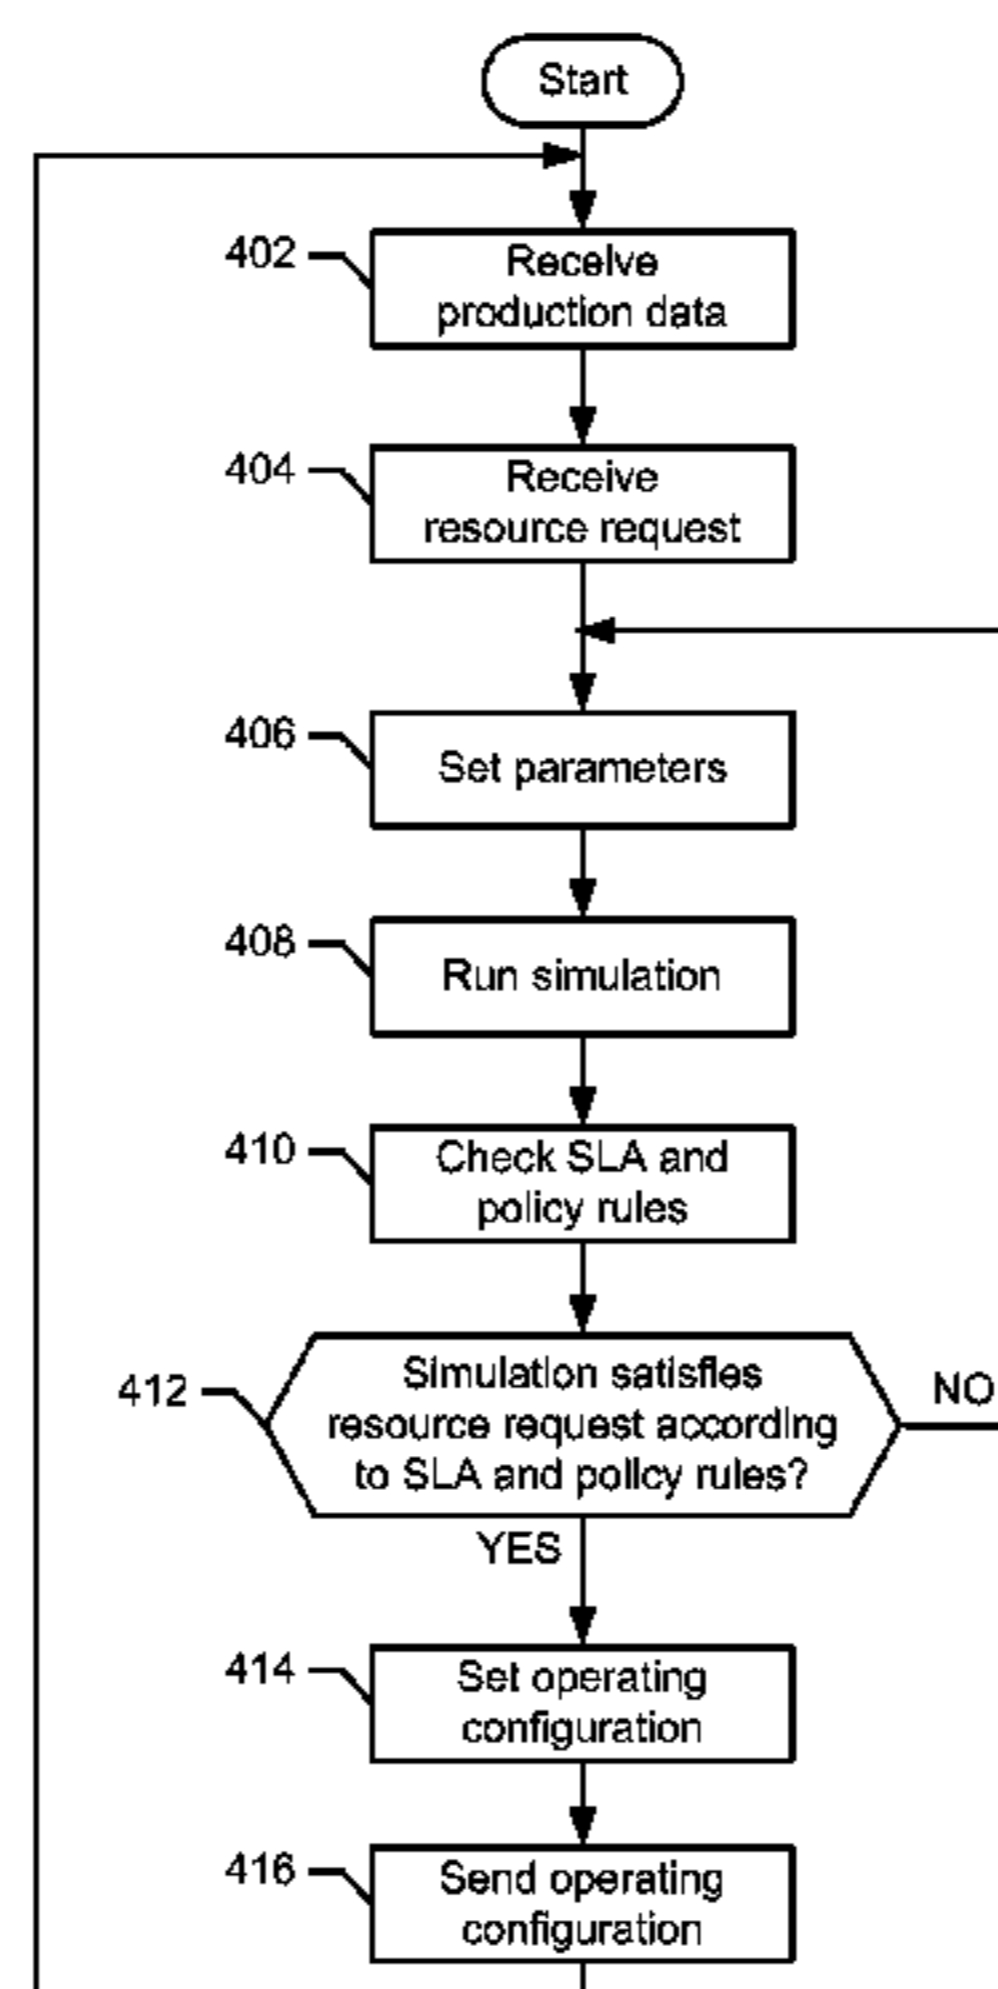 Start
402
Receive
production data
404
Receive
resource request
406
Set parameters
408
Run simulation
410
Check SLA and
policy rules
412
Simulation satisfies
resource request according
to SLA and policy rules?
NO
YES
414
Set operating
configuration
416
Send operating
configuration